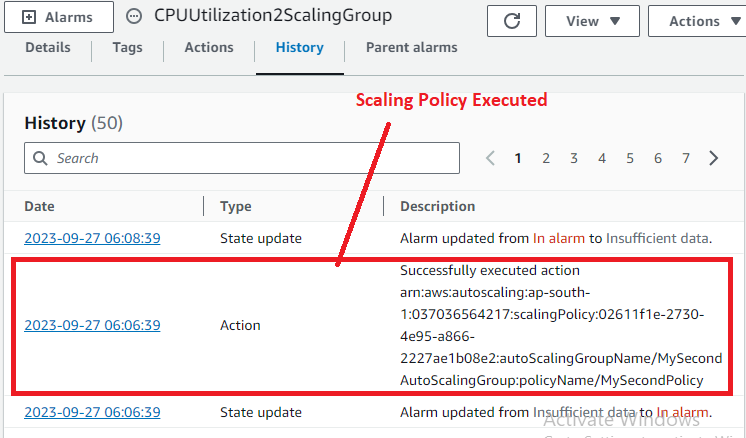 Alarms
CPUUtilization2ScalingGroup
View
Actions
Details
Tags
Actions
History
Parent alarms
Scaling Policy Executed
History (50)
Search
1 2 3 4 5 6 7
Date Type Description
2023-09-27 06:08:39 State update Alarm updated from In alarm to Insufficient data.
Successfully executed action
arn:aws:autoscaling:ap-south-
2023-09-27 06:06:39 Action 1:037036564217:scalingPolicy:02611f1e-2730-
4e95-a866-
2227ae1b08e2:autoScalingGroupName/MySecond
AutoScalingGroup:policyName/MySecondPolicy
2023-09-27 06:06:39 State update Alarm updated from Insufficient data to In alarm.
Activate Windows